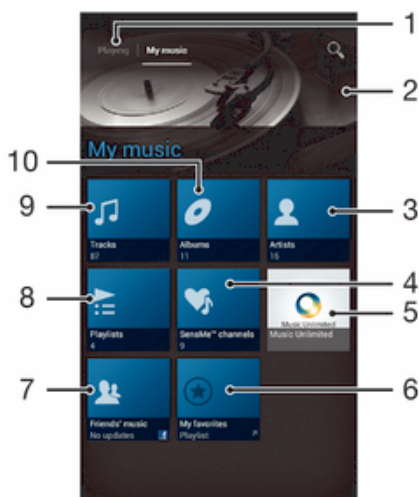 1
Playing | My music
2
My music
10
9
Tracks
87
Albums
11
Artists
15
3
4
8
Playlists
4
SensMe™ channels
9
Music Unlimited
Music Unlimited
5
7
Friends' music
No updates
f
My favorites
Playlist
6